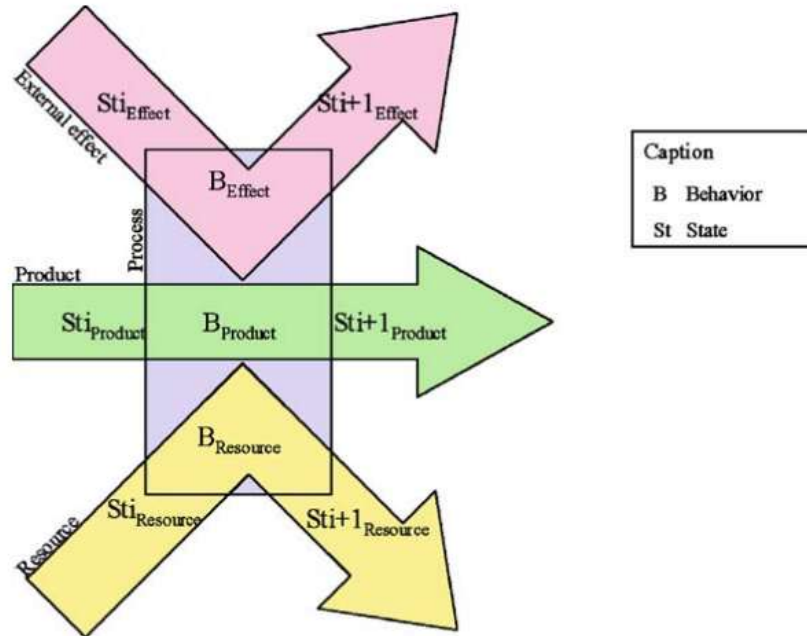 Sti Effect
Sti+1 Effect
External effect
B Effect
Process
Product
Sti Product
B Product
Sti+1 Product
B Resource
Sti Resource
Sti+1 Resource
Resource
Caption
B Behavior
St State